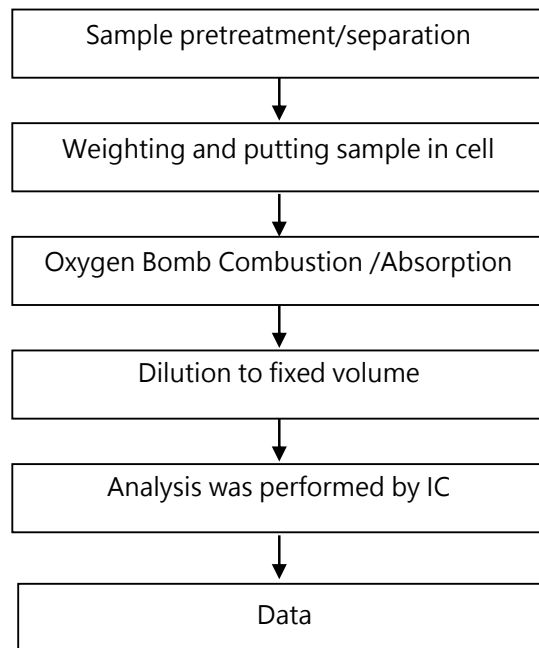 Sample pretreatment/separation
Weighting and putting sample in cell
Oxygen Bomb Combustion /Absorption
Dilution to fixed volume
Analysis was performed by IC
Data